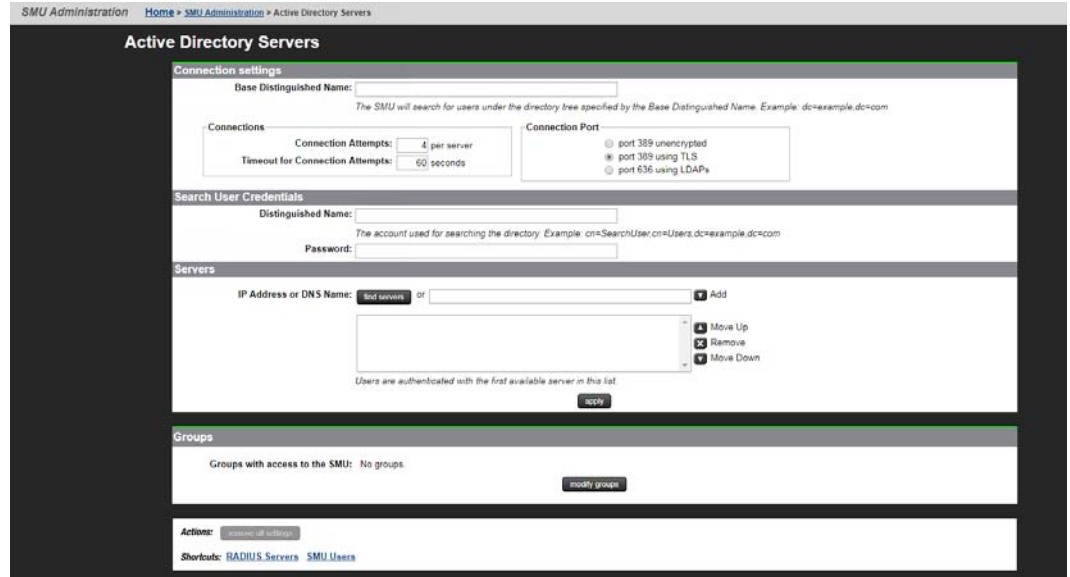 SMU Administration Home > SMU Administration > Active Directory Servers
Active Directory Servers
Connection settings
Base Distinguished Name:
The SMU will search for users under the directory tree specified by the Base Distinguished Name. Example: dc=example,dc=com
Connections
Connection Attempts: 4 per server
Timeout for Connection Attempts: 60 seconds
Connection Port
port 389 unencrypted
port 389 using TLS
port 636 using LDAPs
Search User Credentials
Distinguished Name:
The account used for searching the directory. Example: cn=SearchUser,cn=Users,dc=example,dc=com
Password:
Servers
IP Address or DNS Name: find servers or Add
Move Up
Remove
Move Down
Users are authenticated with the first available server in this list.
apply
Groups
Groups with access to the SMU: No groups.
modify groups
Actions: remove all settings
Shortcuts: RADIUS Servers SMU Users